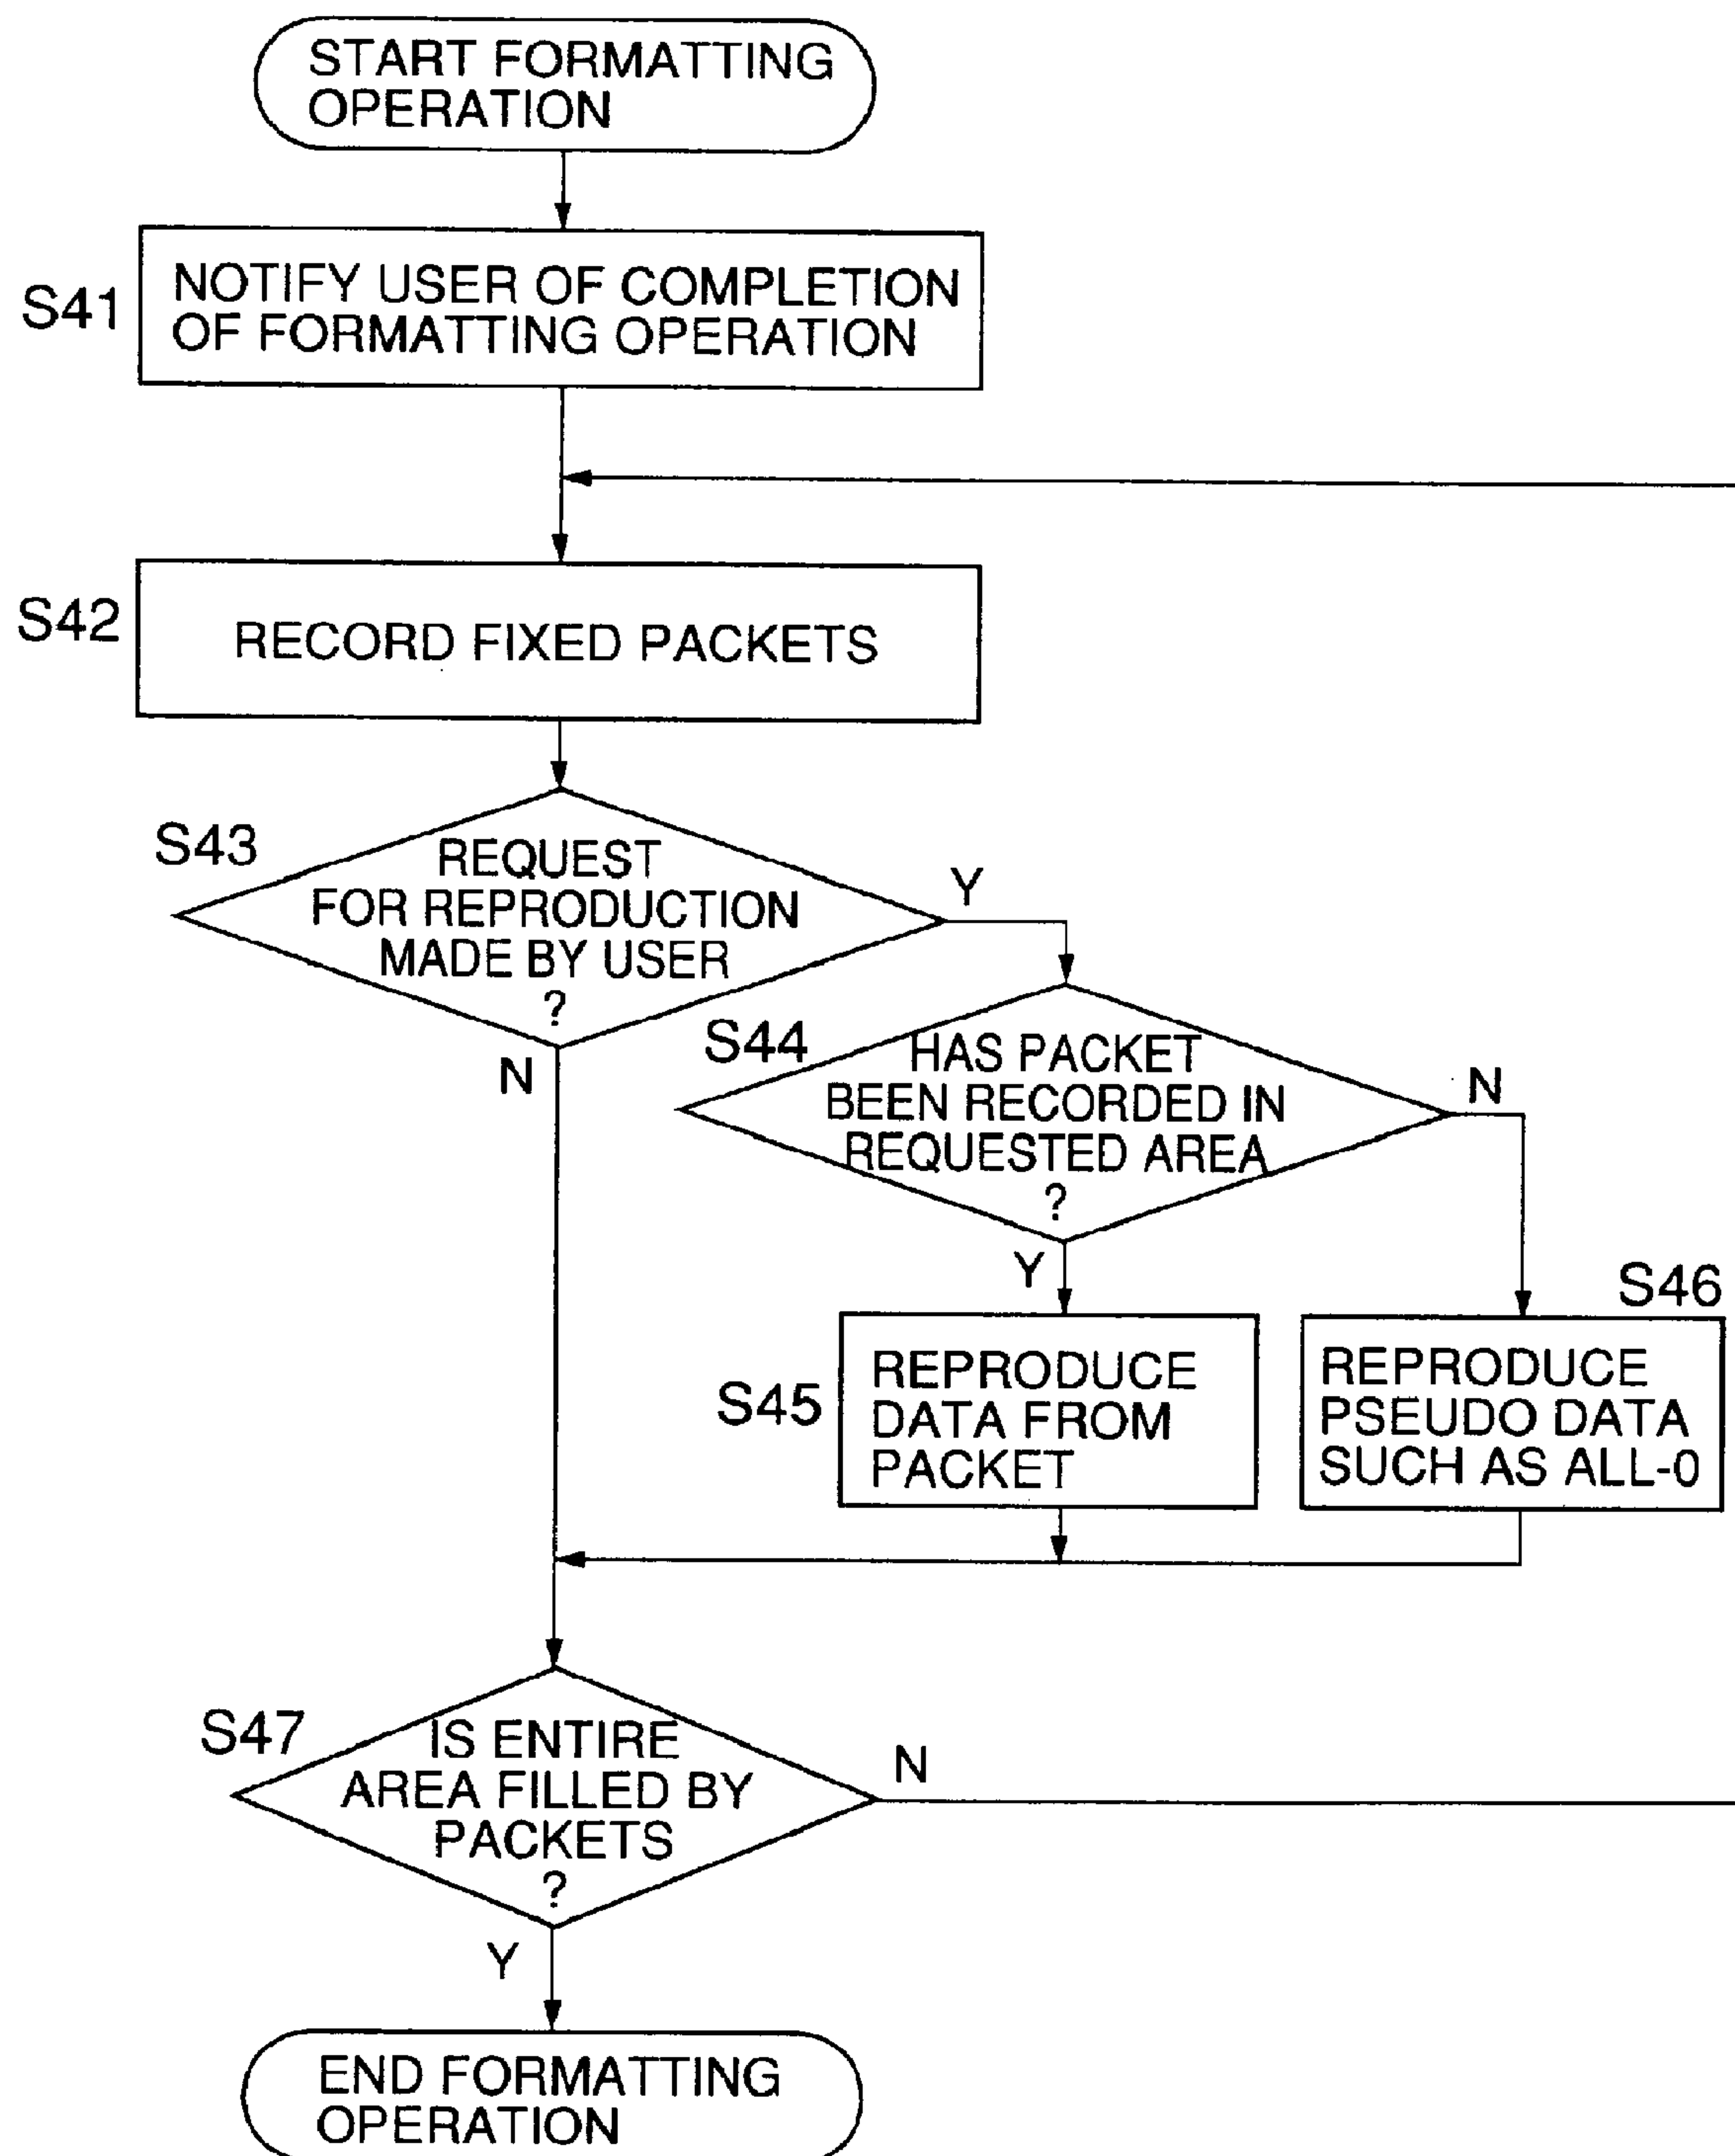 START FORMATTING
OPERATION
S41
NOTIFY USER OF COMPLETION
OF FORMATTING OPERATION
S42
RECORD FIXED PACKETS
S43
REQUEST
FOR REPRODUCTION
MADE BY USER
?
Y
N
S44
HAS PACKET
BEEN RECORDED IN
REQUESTED AREA
?
N
Y
S45
REPRODUCE
DATA FROM
PACKET
S46
REPRODUCE
PSEUDO DATA
SUCH AS ALL-0
S47
IS ENTIRE
AREA FILLED BY
PACKETS
?
N
Y
END FORMATTING
OPERATION